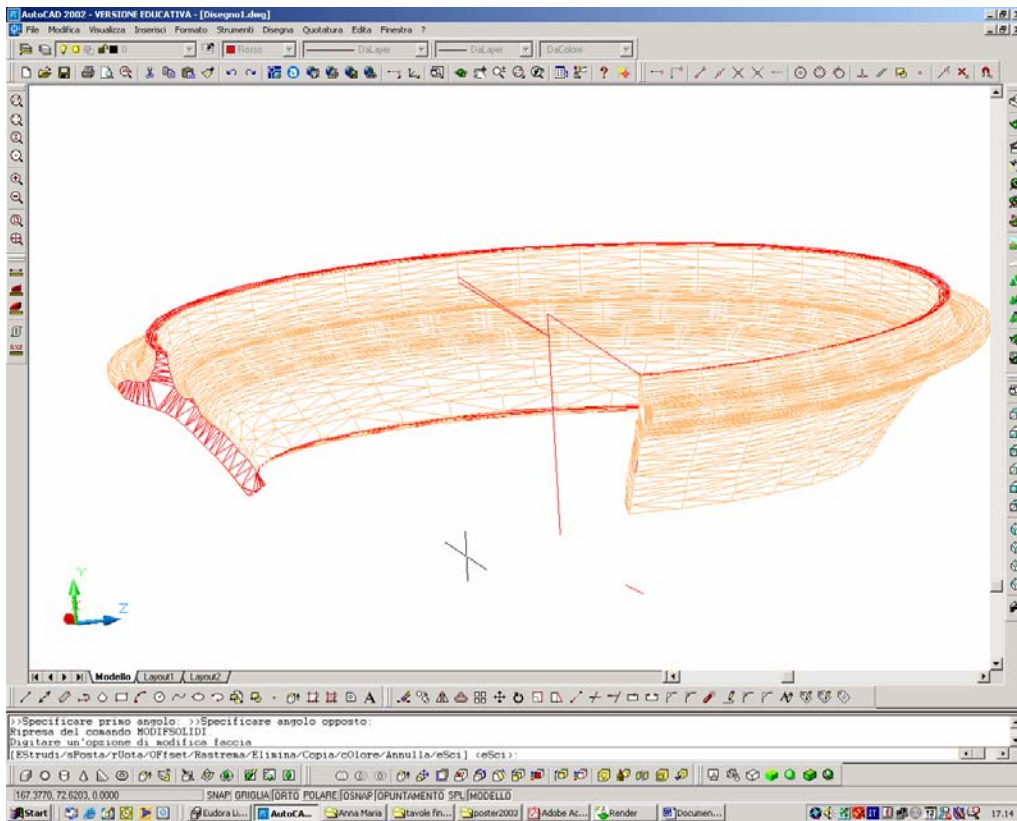 AutoCAD 2002 - VERSIONE EDUCATIVA - [Disegno1.dwg]
File Modifica Visualizza Inserisci Formato Strumenti Disegna Quotatura Edita Finestra ?
0 Rosso DaLayer DaLayer DaColore
Y
X
Z
Modello Layout1 Layout2
>>Specificare primo angolo: >>Specificare angolo opposto:
Ripresa del comando MODIFSOLIDI.
Digitare un'opzione di modifica faccia
[EStrudi/sPosta/rUota/OFfset/Rastrema/Elimina/Copia/cOlore/Annulla/eSci] <eSci>:
167.3770, 72.6203, 0.0000 SNAP GRIGLIA ORTO POLARE OSNAP OPUNTAMENTO SPL MODELLO
Start Eudora Li... AutoCA... Anna Maria tavole fin... poster2003 Adobe Ac... Render Documen... IT 17.14